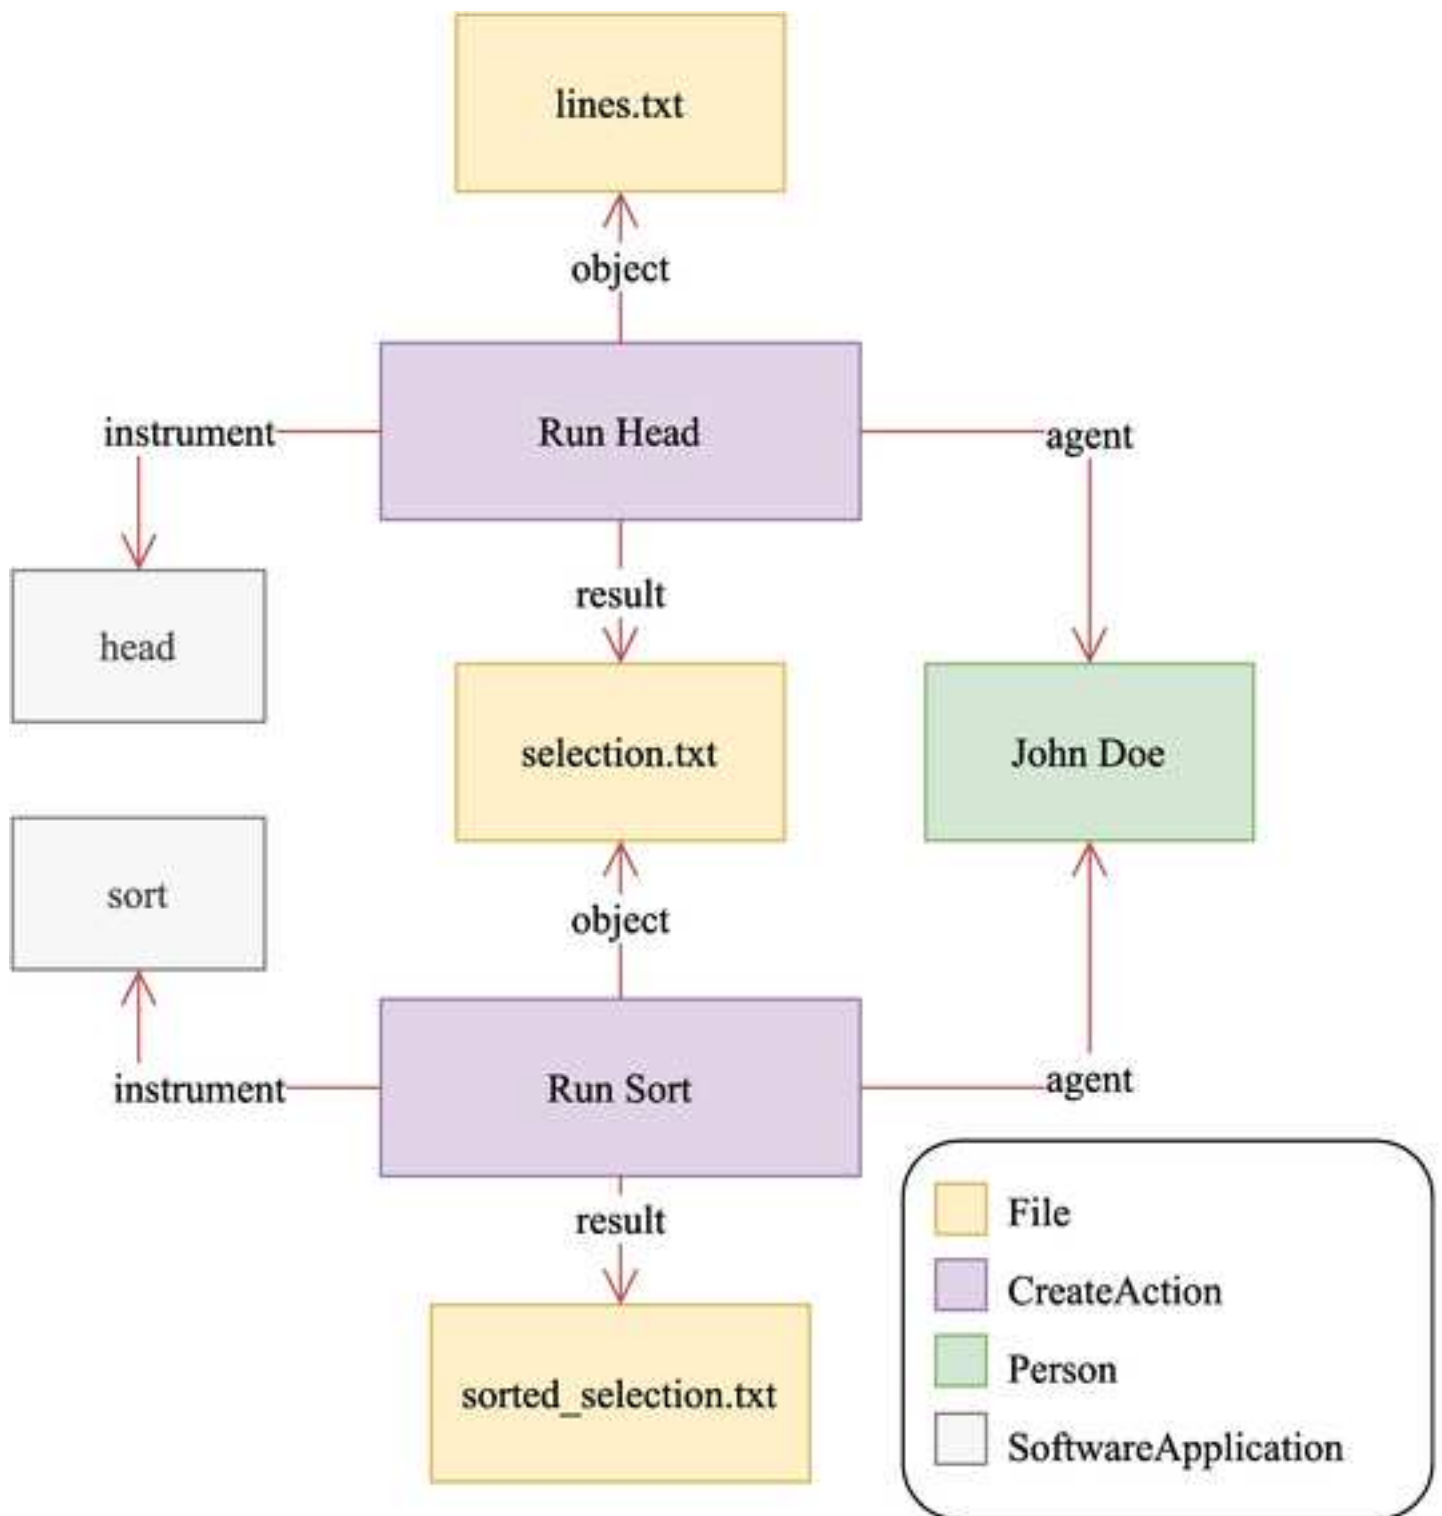 lines.txt
object
instrument
Run Head
agent
result
head
selection.txt
John Doe
sort
object
instrument
Run Sort
agent
result
sorted_selection.txt
File
CreateAction
Person
SoftwareApplication